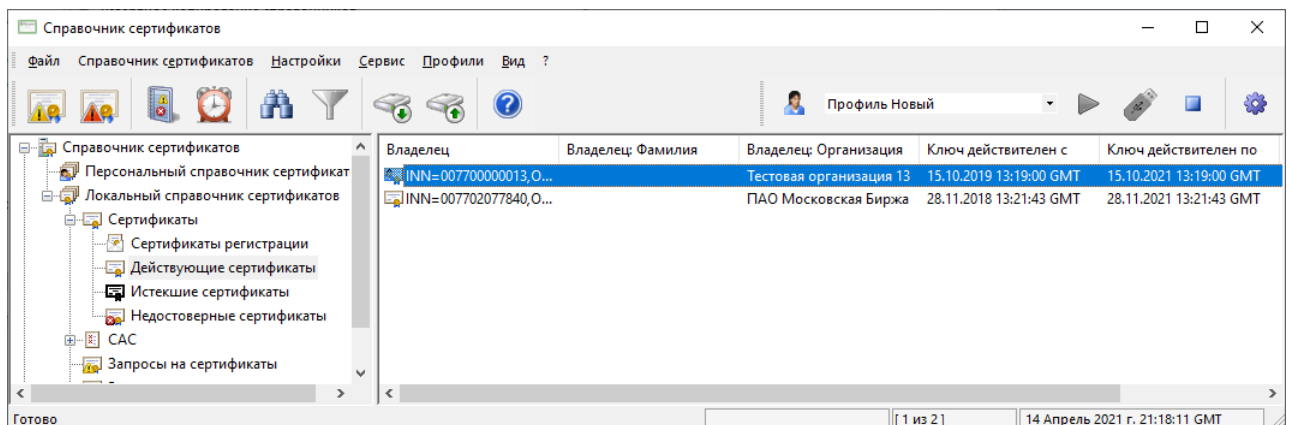 Справочник сертификатов
Файл Справочник сертификатов Настройки Сервис Профили Вид ?
Профиль Новый
Справочник сертификатов
Персональный справочник сертификат
Локальный справочник сертификатов
Сертификаты
Сертификаты регистрации
Действующие сертификаты
Истекшие сертификаты
Недостоверные сертификаты
САС
Запросы на сертификаты
Владелец Владелец: Фамилия Владелец: Организация Ключ действителен с Ключ действителен по
INN=007700000013,O... Тестовая организация 13 15.10.2019 13:19:00 GMT 15.10.2021 13:19:00 GMT
INN=007702077840,O... ПАО Московская Биржа 28.11.2018 13:21:43 GMT 28.11.2021 13:21:43 GMT
Готово [ 1 из 2 ] 14 Апрель 2021 г. 21:18:11 GMT